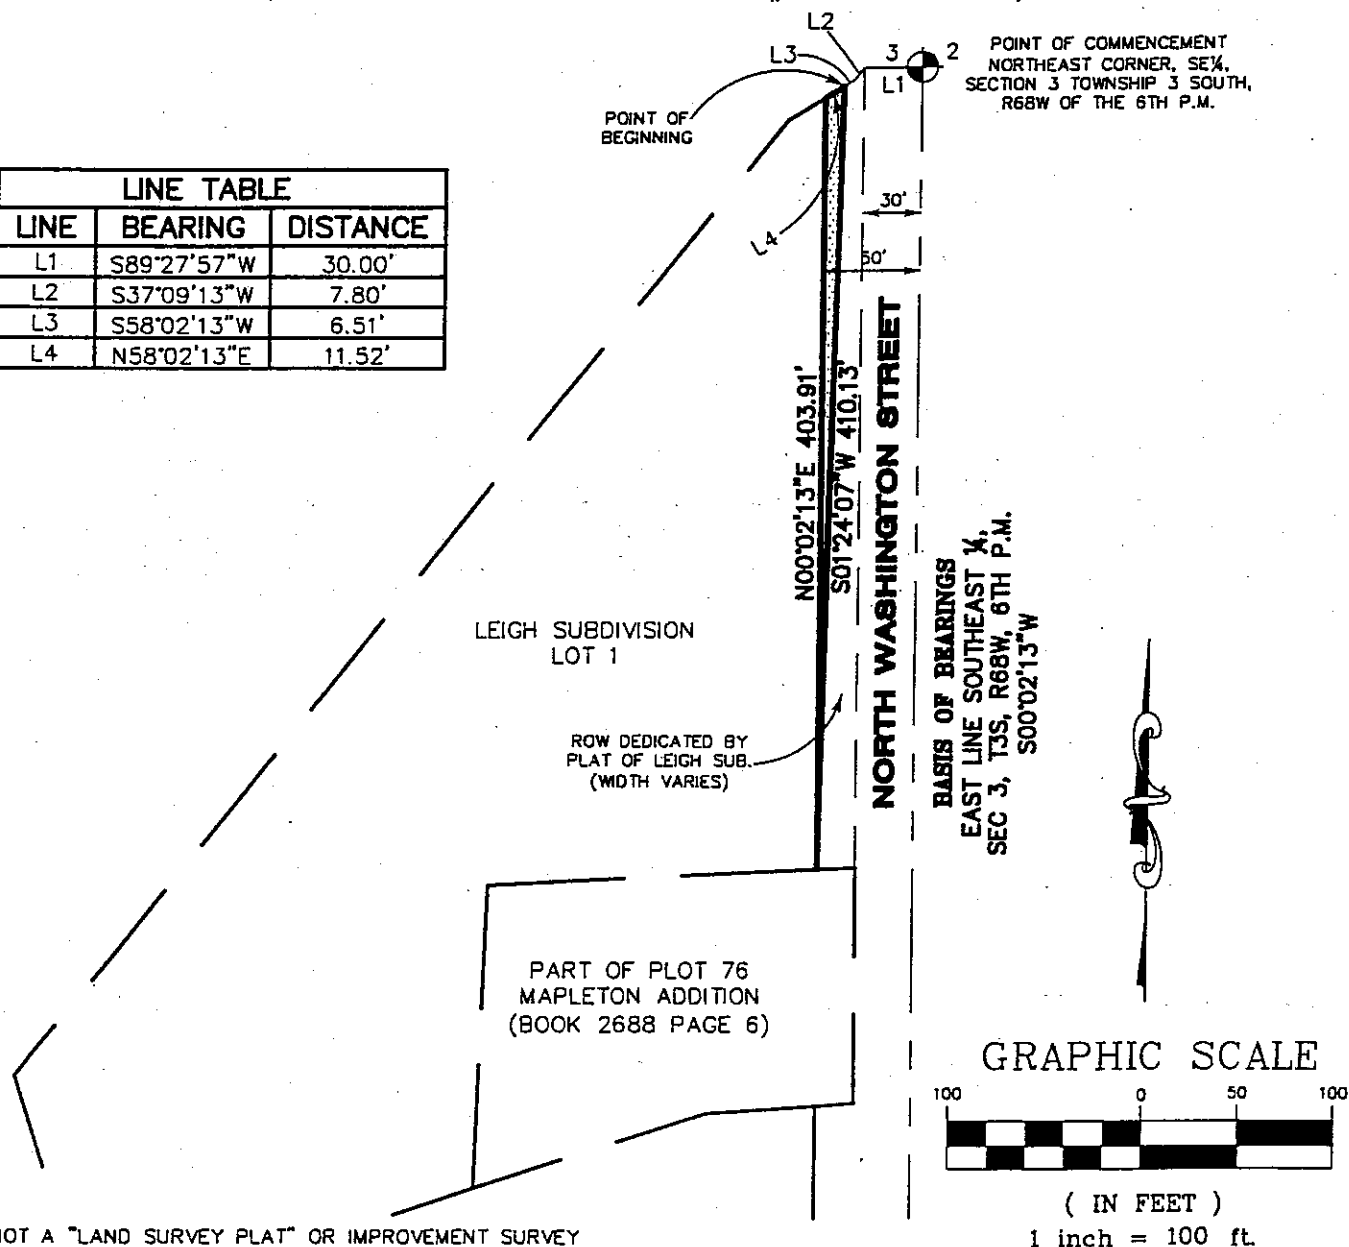 L2
L3
3
2
L1
POINT OF COMMENCEMENT
NORTHEAST CORNER, SE¼,
SECTION 3 TOWNSHIP 3 SOUTH,
R68W OF THE 6TH P.M.
POINT OF
BEGINNING
LINE TABLE
LINE BEARING DISTANCE
L1 S89°27'57"W 30.00'
L2 S37°09'13"W 7.80'
L3 S58°02'13"W 6.51'
L4 N58°02'13"E 11.52'
30'
L4
50'
N00°02'13"E 403.91'
S01°24'07"W 410.13'
NORTH WASHINGTON STREET
BASIS OF BEARINGS
EAST LINE SOUTHEAST ¼,
SEC 3, T3S, R68W, 6TH P.M.
S00°02'13"W
LEIGH SUBDIVISION
LOT 1
ROW DEDICATED BY
PLAT OF LEIGH SUB.
(WIDTH VARIES)
PART OF PLOT 76
MAPLETON ADDITION
(BOOK 2688 PAGE 6)
GRAPHIC SCALE
100 0 50 100
( IN FEET )
1 inch = 100 ft.
NOT A "LAND SURVEY PLAT" OR IMPROVEMENT SURVEY